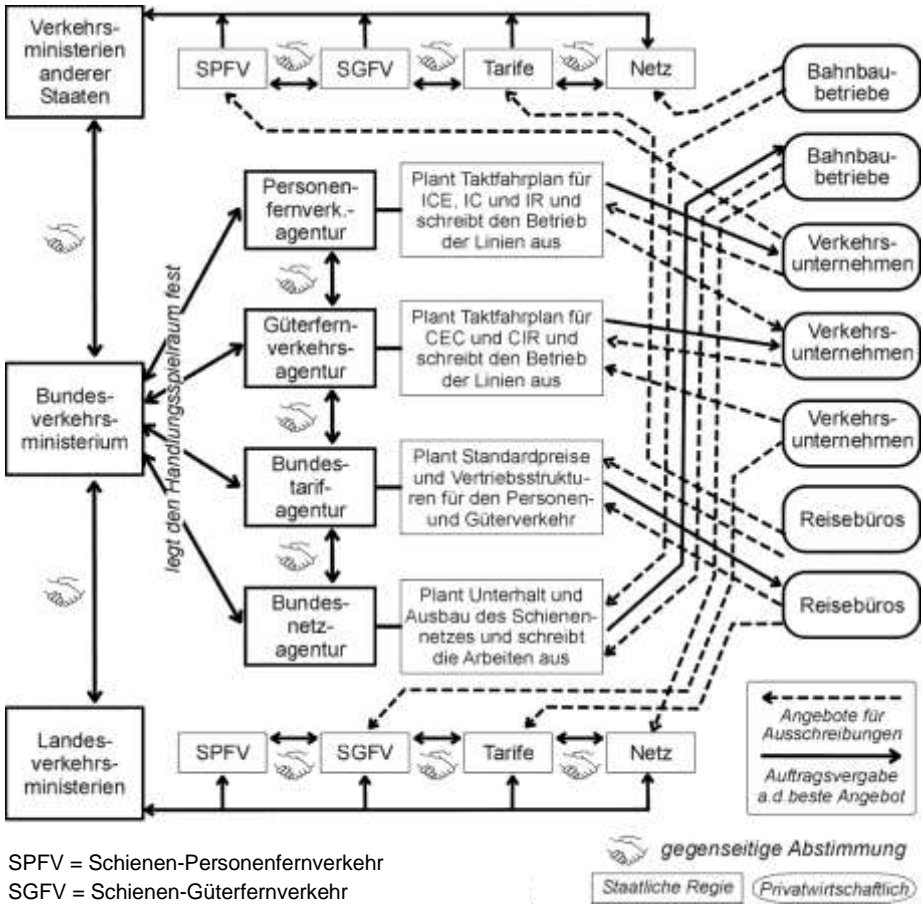 Verkehrs-
ministerien
anderer
Staaten
SPFV
SGFV
Tarife
Netz
Bahnbau-
betriebe
Bahnbau-
betriebe
Personen-
fernverk.-
agentur
Plant Taktfahrplan für
ICE, IC und IR und
schreibt den Betrieb
der Linien aus
Verkehrs-
unternehmen
Güterfern-
verkehrs-
agentur
Plant Taktfahrplan für
CEC und CIR und
schreibt den Betrieb
der Linien aus
Verkehrs-
unternehmen
Bundes-
verkehrs-
ministerium
legt den Handlungsspielraum fest
Verkehrs-
unternehmen
Bundes-
tarif-
agentur
Plant Standardpreise
und Vertriebsstruktu-
ren für den Personen-
und Güterverkehr
Reisebüros
Reisebüros
Bundes-
netz-
agentur
Plant Unterhalt und
Ausbau des Schienen-
netzes und schreibt
die Arbeiten aus
Landes-
verkehrs-
ministerien
SPFV
SGFV
Tarife
Netz
Angebote für
Ausschreibungen
Auftragsvergabe
a.d.beste Angebot
SPFV = Schienen-Personenfernverkehr
SGFV = Schienen-Güterfernverkehr
gegenseitige Abstimmung
Staatliche Regie
Privatwirtschaftlich